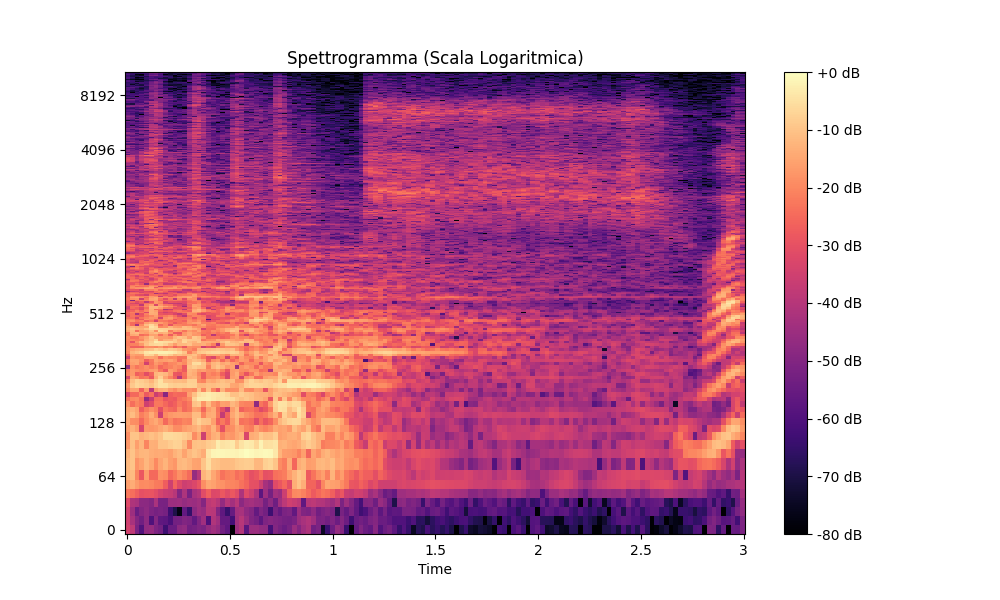 Spettrogramma (Scala Logaritmica)
Hz
8192
4096
2048
1024
512
256
128
64
0
0
0.5
1
1.5
2
2.5
3
Time
+0 dB
-10 dB
-20 dB
-30 dB
-40 dB
-50 dB
-60 dB
-70 dB
-80 dB